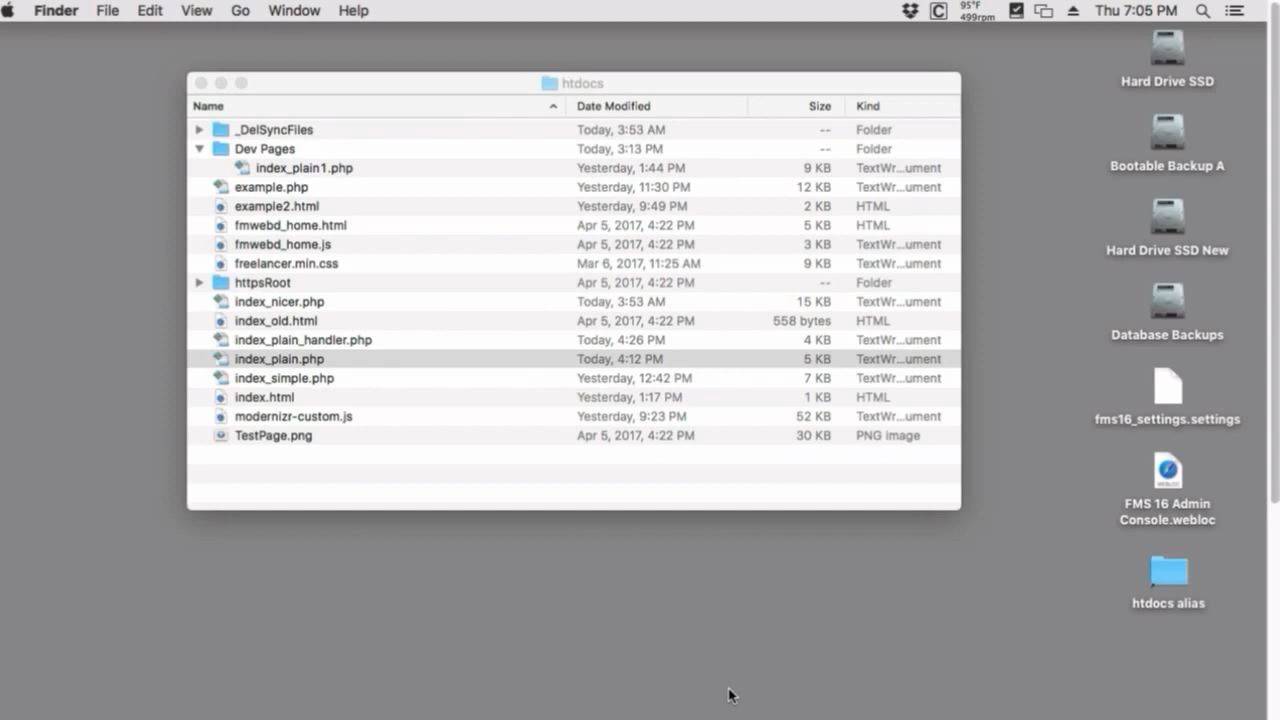 Finder File Edit View Go Window Help 95°F 499rpm Thu 7:05 PM
htdocs
Name Date Modified Size Kind
_DelSyncFiles Today, 3:53 AM -- Folder
Dev Pages Today, 3:13 PM -- Folder
index_plain1.php Yesterday, 1:44 PM 9 KB TextWr...ument
example.php Yesterday, 11:30 PM 12 KB TextWr...ument
example2.html Yesterday, 9:49 PM 2 KB HTML
fmwebd_home.html Apr 5, 2017, 4:22 PM 5 KB HTML
fmwebd_home.js Apr 5, 2017, 4:22 PM 3 KB TextWr...ument
freelancer.min.css Mar 6, 2017, 11:25 AM 9 KB TextWr...ument
httpsRoot Apr 5, 2017, 4:22 PM -- Folder
index_nicer.php Today, 3:53 AM 15 KB TextWr...ument
index_old.html Apr 5, 2017, 4:22 PM 558 bytes HTML
index_plain_handler.php Today, 4:26 PM 4 KB TextWr...ument
index_plain.php Today, 4:12 PM 5 KB TextWr...ument
index_simple.php Yesterday, 12:42 PM 7 KB TextWr...ument
index.html Yesterday, 1:17 PM 1 KB HTML
modernizr-custom.js Yesterday, 9:23 PM 52 KB TextWr...ument
TestPage.png Apr 5, 2017, 4:22 PM 30 KB PNG image
Hard Drive SSD
Bootable Backup A
Hard Drive SSD New
Database Backups
fms16_settings.settings
WEBLOC
FMS 16 Admin
Console.webloc
htdocs alias